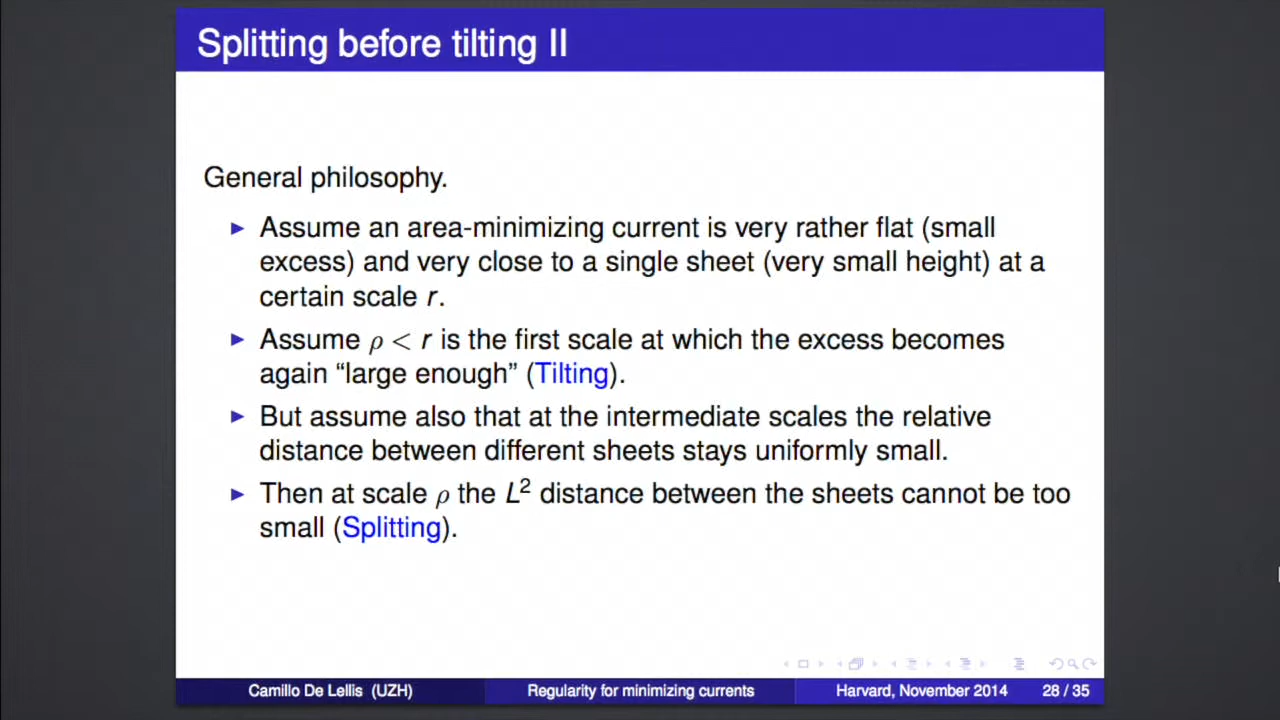 Splitting before tilting II
General philosophy.
Assume an area-minimizing current is very rather flat (small
excess) and very close to a single sheet (very small height) at a
certain scale r.
Assume ρ < r is the first scale at which the excess becomes
again “large enough” (Tilting).
But assume also that at the intermediate scales the relative
distance between different sheets stays uniformly small.
Then at scale ρ the L² distance between the sheets cannot be too
small (Splitting).
Camillo De Lellis (UZH) Regularity for minimizing currents Harvard, November 2014 28 / 35